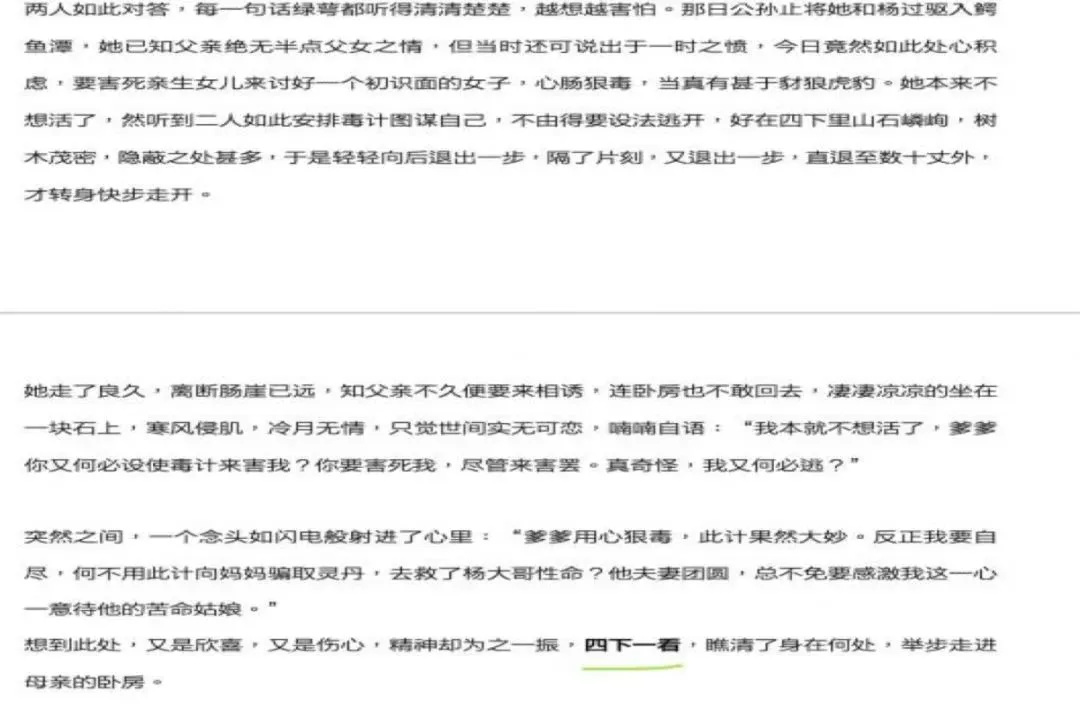 两人如此对答，每一句话绿萼都听得清清楚楚，越想越害怕。那日公孙止将她和杨过驱入鳄
鱼潭，她已知父亲绝无半点父女之情，但当时还可说出于一时之愤，今日竟然如此处心积
虑，要害死亲生女儿来讨好一个初识面的女子，心肠狠毒，当真有甚于豺狼虎豹。她本来不
想活了，然听到二人如此安排毒计图谋自己，不由得要设法逃开，好在四下里山石嶙峋，树
木茂密，隐蔽之处甚多，于是轻轻向后退出一步，隔了片刻，又退出一步，直退至数十丈外，
才转身快步走开。
她走了良久，离断肠崖已远，知父亲不久便要来相诱，连卧房也不敢回去，凄凄凉凉的坐在
一块石上，寒风侵肌，冷月无情，只觉世间实无可恋，喃喃自语：“我本就不想活了，爹爹
你又何必设使毒计来害我？你要害死我，尽管来害罢。真奇怪，我又何必逃？”
突然之间，一个念头如闪电般射进了心里：“爹爹用心狠毒，此计果然大妙。反正我要自
尽，何不用此计向妈妈骗取灵丹，去救了杨大哥性命？他夫妻团圆，总不免要感激我这一心
一意待他的苦命姑娘。”
想到此处，又是欣喜，又是伤心，精神却为之一振，四下一看，瞧清了身在何处，举步走进
母亲的卧房。